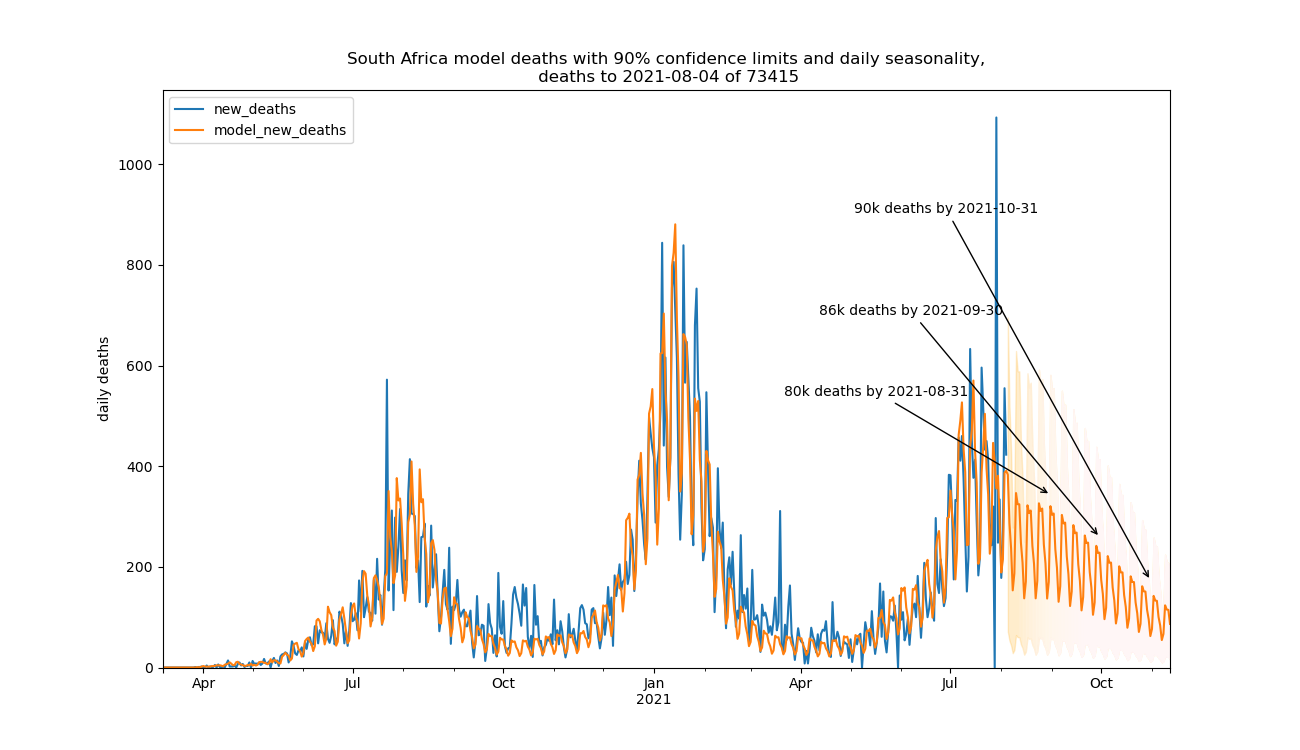 South Africa model deaths with 90% confidence limits and daily seasonality,
deaths to 2021-08-04 of 73415
new_deaths
model_new_deaths
daily deaths
1000
800
600
400
200
0
90k deaths by 2021-10-31
86k deaths by 2021-09-30
80k deaths by 2021-08-31
Apr
Jul
Oct
Jan
2021
Apr
Jul
Oct